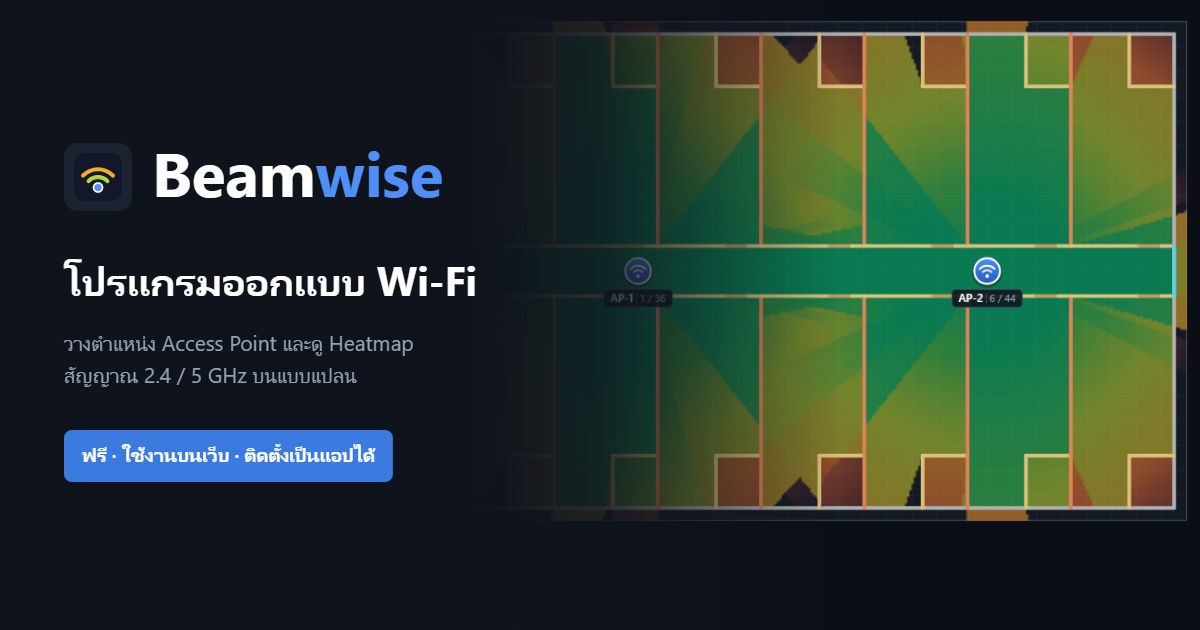 Beamwise
โปรแกรมออกแบบ Wi-Fi
วางตำแหน่ง Access Point และดู Heatmap
สัญญาณ 2.4 / 5 GHz บนแบบแปลน
ฟรี · ใช้งานบนเว็บ · ติดตั้งเป็นแอปได้
AP-1 | 1 / 36
AP-2 | 6 / 44